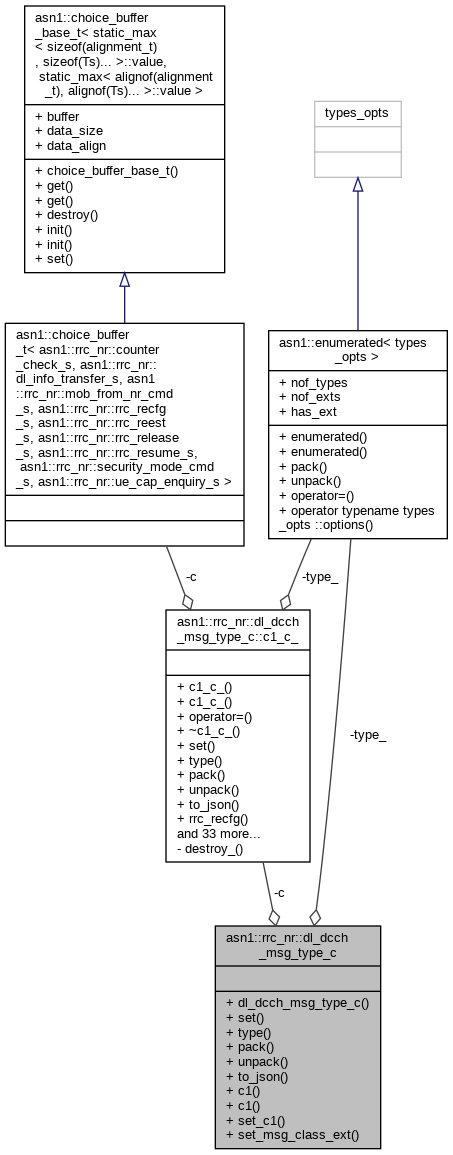 asn1::choice_buffer
_base_t< static_max
< sizeof(alignment_t)
, sizeof(Ts)... >::value,
static_max< alignof(alignment
_t), alignof(Ts)... >::value >
+ buffer
+ data_size
+ data_align
+ choice_buffer_base_t()
+ get()
+ get()
+ destroy()
+ init()
+ init()
+ set()
types_opts
asn1::choice_buffer
_t< asn1::rrc_nr::counter
_check_s, asn1::rrc_nr::
dl_info_transfer_s, asn1
::rrc_nr::mob_from_nr_cmd
_s, asn1::rrc_nr::rrc_recfg
_s, asn1::rrc_nr::rrc_reest
_s, asn1::rrc_nr::rrc_release
_s, asn1::rrc_nr::rrc_resume_s,
asn1::rrc_nr::security_mode_cmd
_s, asn1::rrc_nr::ue_cap_enquiry_s >
asn1::enumerated< types
_opts >
+ nof_types
+ nof_exts
+ has_ext
+ enumerated()
+ enumerated()
+ pack()
+ unpack()
+ operator=()
+ operator typename types
_opts ::options()
-c
-type_
asn1::rrc_nr::dl_dcch
_msg_type_c::c1_c_
+ c1_c_()
+ c1_c_()
+ operator=()
+ ~c1_c_()
+ set()
+ type()
+ pack()
+ unpack()
+ to_json()
+ rrc_recfg()
and 33 more...
- destroy_()
-type_
-c
asn1::rrc_nr::dl_dcch
_msg_type_c
+ dl_dcch_msg_type_c()
+ set()
+ type()
+ pack()
+ unpack()
+ to_json()
+ c1()
+ c1()
+ set_c1()
+ set_msg_class_ext()